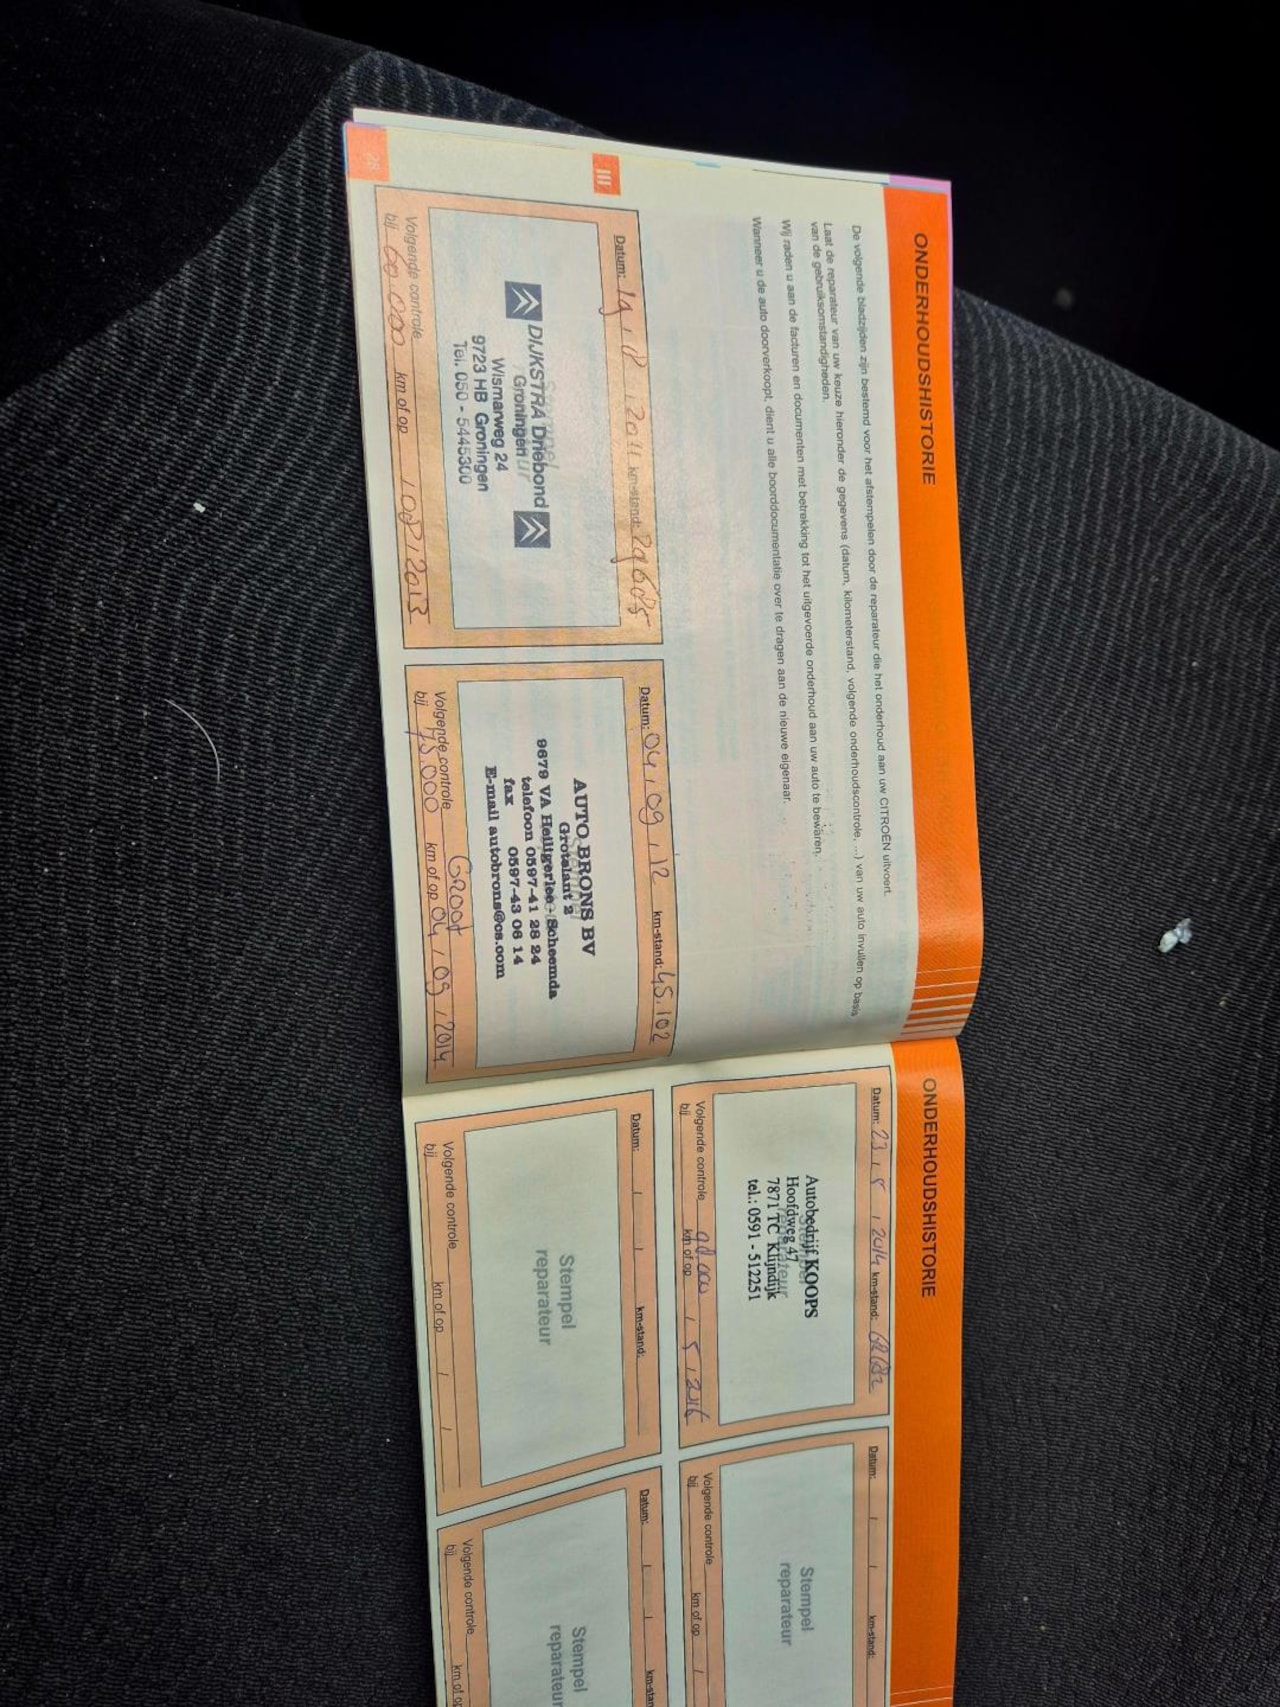 ONDERHOUDSHISTORIE
De volgende bladzijden zijn bestemd voor het afstempelen door de reparateur die het onderhoud aan uw CITROËN uitvoert.
Laat de reparateur van uw keuze hieronder de gegevens (datum, kilometerstand, volgende onderhoudscontrole, ...) van uw auto invullen op basis
van de gebruiksomstandigheden.
Wij raden u aan de facturen en documenten met betrekking tot het uitgevoerde onderhoud aan uw auto te bewaren.
Wanneer u de auto doorverkoopt, dient u alle boorddocumentatie over te dragen aan de nieuwe eigenaar.
III
Datum: 2011 km-stand:
DIJKSTRA Driebond
Groningen
Wismarweg 24
9723 HB Groningen
Tel. 050 - 5445300
Volgende controle
bij 60.000 km of op 2013
Datum: 04 / 09 / 12 km-stand: 45.102
AUTO BRONS BV
Grotelant 2
9679 VA Heiligerlee - Scheemda
telefoon 0597-41 28 24
fax 0597-43 06 14
E-mail autobrons@cs.com
Groot
Volgende controle
bij 75.000 km of op 04 / 09 / 2014
28
ONDERHOUDSHISTORIE
Datum: 23 / 5 / 2014 km-stand:
Autobedrijf KOOPS
Hoofdweg 47
7871 TC Klijndijk
tel.: 0591 - 512251
Volgende controle
bij km of op / 5 / 2016
Datum: / / km-stand:
Stempel
reparateur
Volgende controle
bij km of op /
Datum: / / km-stand:
Stempel
reparateur
Volgende controle
bij km of op / /
Datum: / / km-stan
Stempel
reparateur
Volgende controle
bij km of op